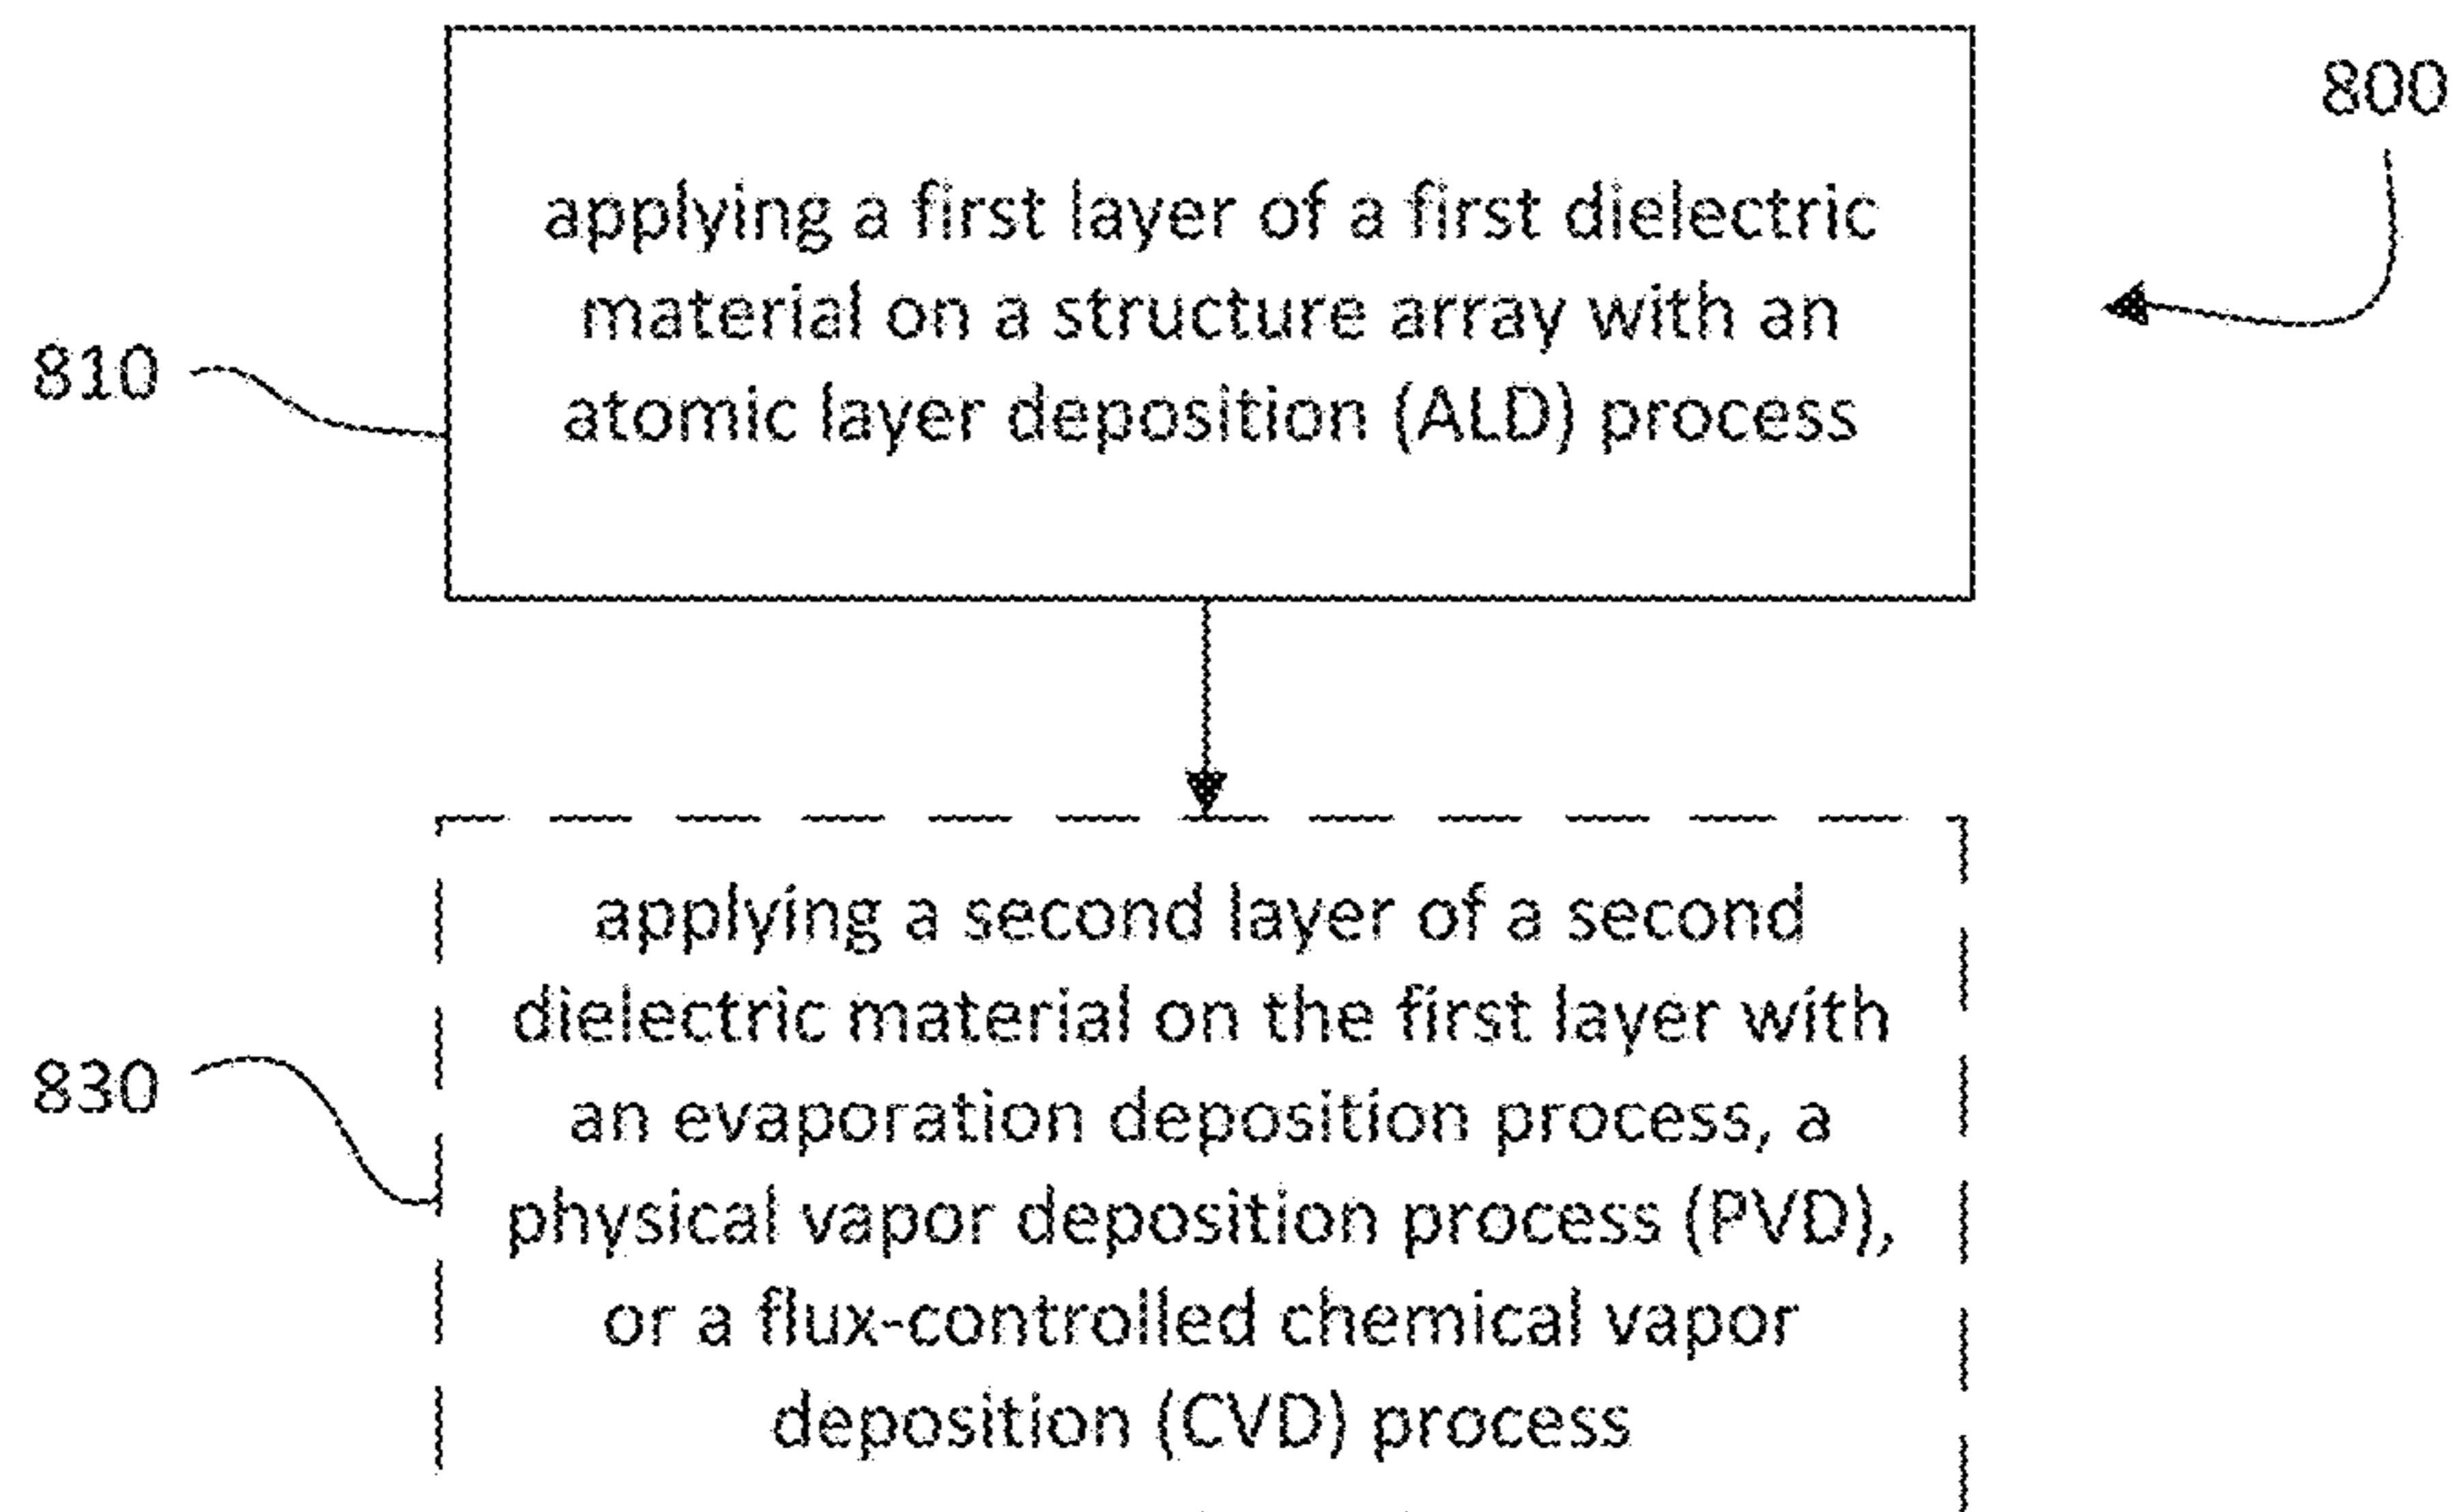 800
applying a first layer of a first dielectric
material on a structure array with an
atomic layer deposition (ALD) process
810
applying a second layer of a second
dielectric material on the first layer with
an evaporation deposition process, a
physical vapor deposition process (PVD),
or a flux-controlled chemical vapor
deposition (CVD) process
830